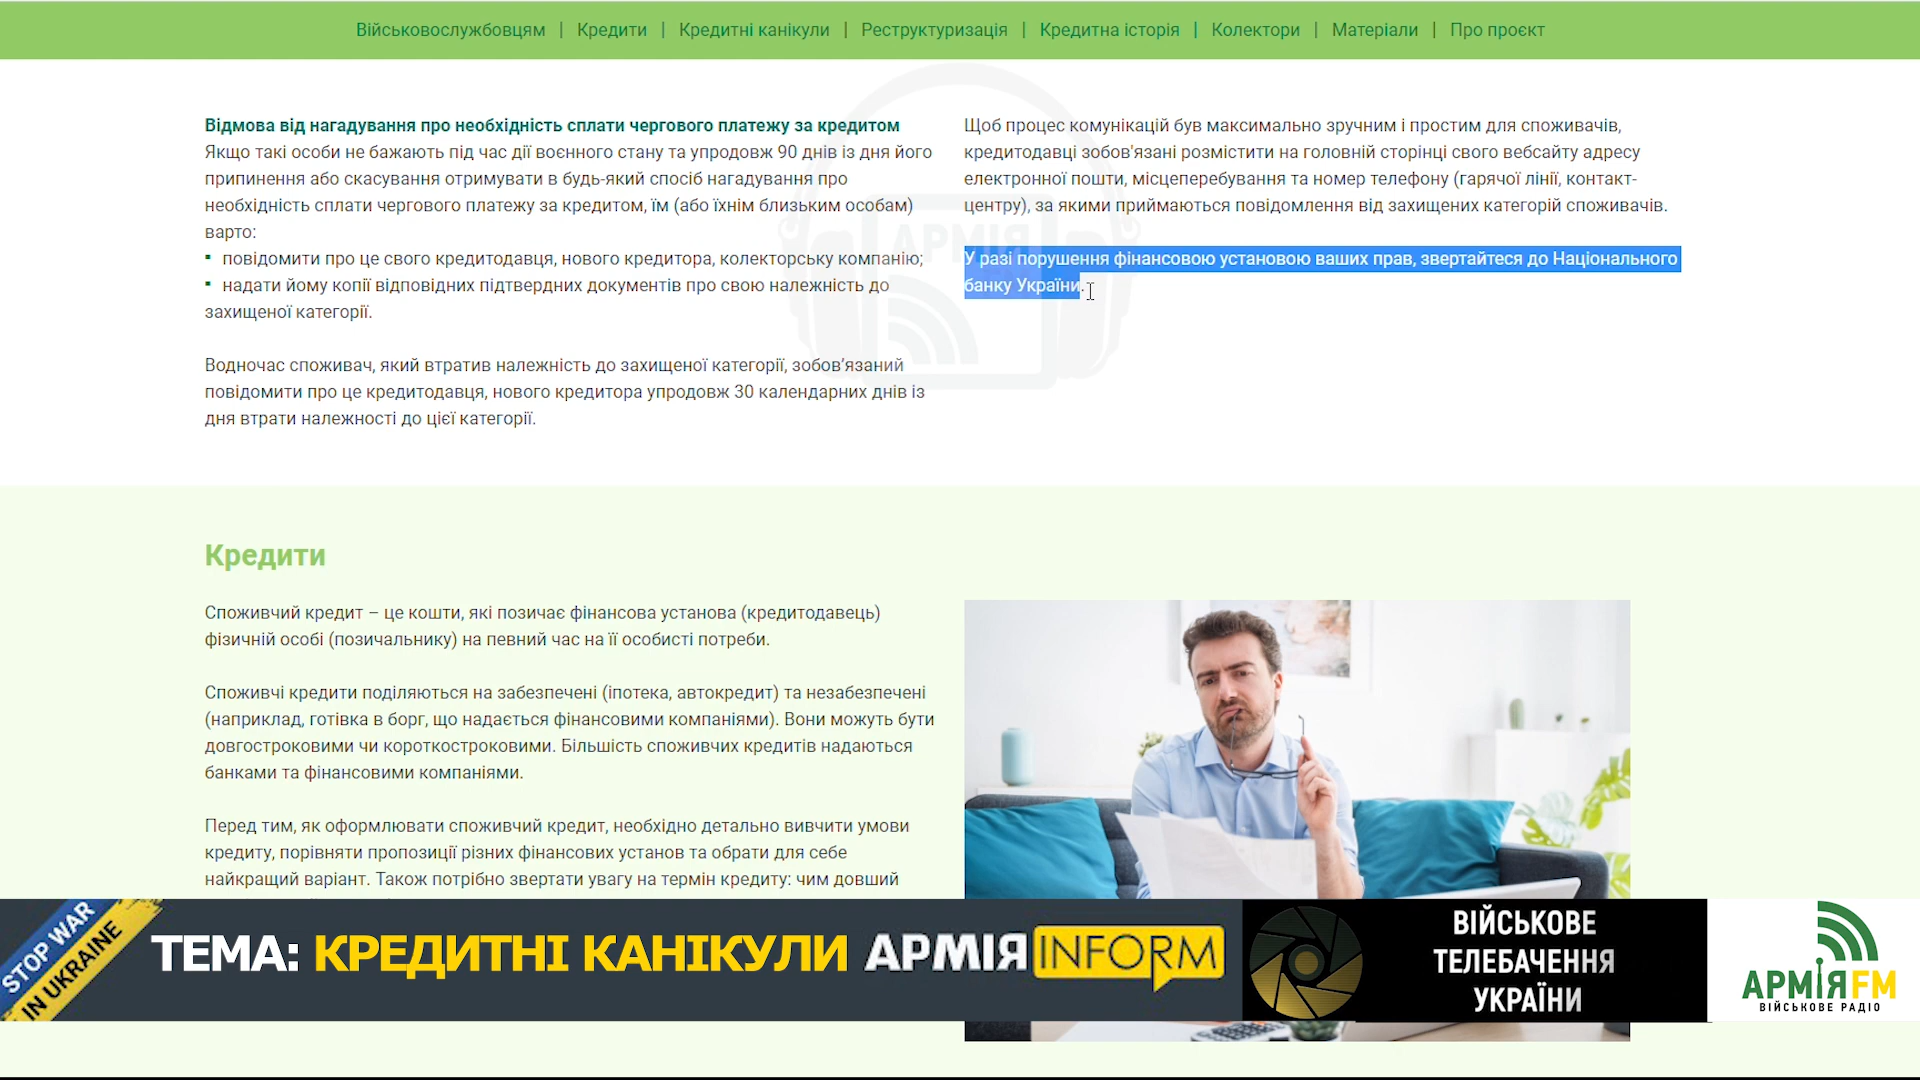 Військовослужбовцям | Кредити | Кредитні канікули | Реструктуризація | Кредитна історія | Колектори | Матеріали | Про проєкт
Відмова від нагадування про необхідність сплати чергового платежу за кредитом
Якщо такі особи не бажають під час дії воєнного стану та упродовж 90 днів із дня його
припинення або скасування отримувати в будь-який спосіб нагадування про
необхідність сплати чергового платежу за кредитом, їм (або їхнім близьким особам)
варто:
▪ повідомити про це свого кредитодавця, нового кредитора, колекторську компанію;
▪ надати йому копії відповідних підтвердних документів про свою належність до
захищеної категорії.
Водночас споживач, який втратив належність до захищеної категорії, зобов’язаний
повідомити про це кредитодавця, нового кредитора упродовж 30 календарних днів із
дня втрати належності до цієї категорії.
Щоб процес комунікацій був максимально зручним і простим для споживачів,
кредитодавці зобов'язані розмістити на головній сторінці свого вебсайту адресу
електронної пошти, місцеперебування та номер телефону (гарячої лінії, контакт-
центру), за якими приймаються повідомлення від захищених категорій споживачів.
У разі порушення фінансовою установою ваших прав, звертайтеся до Національного
банку України.
АРМІЯ
Кредити
Споживчий кредит – це кошти, які позичає фінансова установа (кредитодавець)
фізичній особі (позичальнику) на певний час на її особисті потреби.
Споживчі кредити поділяються на забезпечені (іпотека, автокредит) та незабезпечені
(наприклад, готівка в борг, що надається фінансовими компаніями). Вони можуть бути
довгостроковими чи короткостроковими. Більшість споживчих кредитів надаються
банками та фінансовими компаніями.
Перед тим, як оформлювати споживчий кредит, необхідно детально вивчити умови
кредиту, порівняти пропозиції різних фінансових установ та обрати для себе
найкращий варіант. Також потрібно звертати увагу на термін кредиту: чим довший
STOP WAR
IN UKRAINE
ТЕМА: КРЕДИТНІ КАНІКУЛИ
АРМІЯ INFORM
ВІЙСЬКОВЕ
ТЕЛЕБАЧЕННЯ
УКРАЇНИ
АРМІЯFM
ВІЙСЬКОВЕ РАДІО